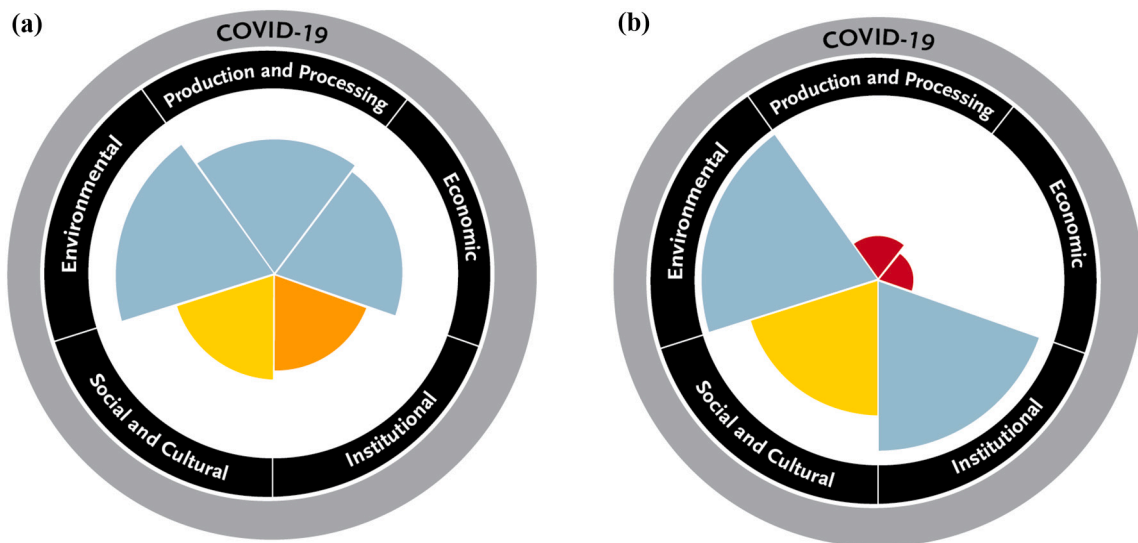 (a)
COVID-19
Production and Processing
Environmental
Economic
Social and Cultural
Institutional
(b)
COVID-19
Production and Processing
Environmental
Economic
Social and Cultural
Institutional